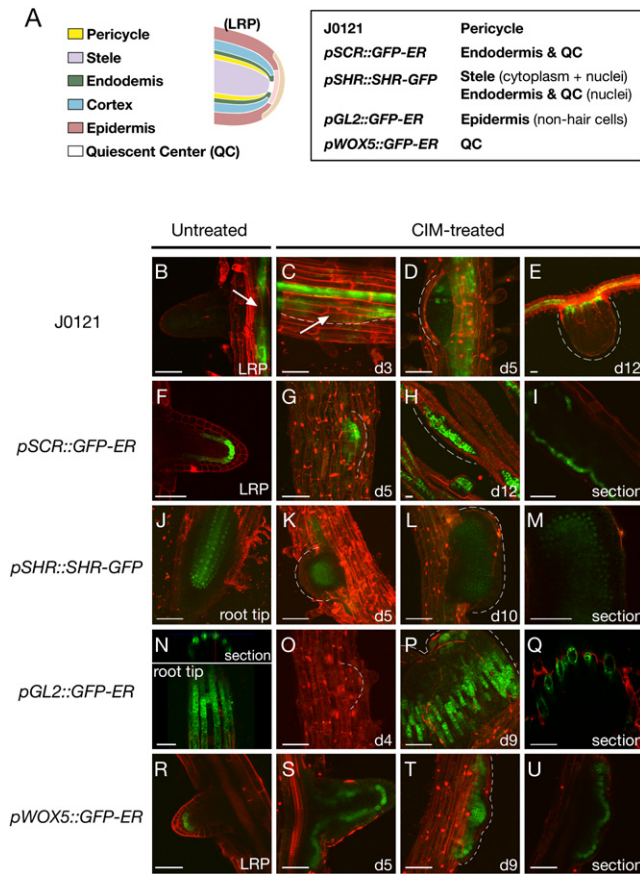 A
(LRP)
Pericycle
Stele
Endodemis
Cortex
Epidermis
Quiescent Center (QC)
J0121 Pericycle
pSCR::GFP-ER Endodermis & QC
pSHR::SHR-GFP Stele (cytoplasm + nuclei)
Endodermis & QC (nuclei)
pGL2::GFP-ER Epidermis (non-hair cells)
pWOX5::GFP-ER QC
Untreated CIM-treated
J0121
B LRP
C d3
D d5
E d12
pSCR::GFP-ER
F LRP
G d5
H d12
I section
pSHR::SHR-GFP
J root tip
K d5
L d10
M section
pGL2::GFP-ER
N section
root tip
O d4
P d9
Q section
pWOX5::GFP-ER
R LRP
S d5
T d9
U section